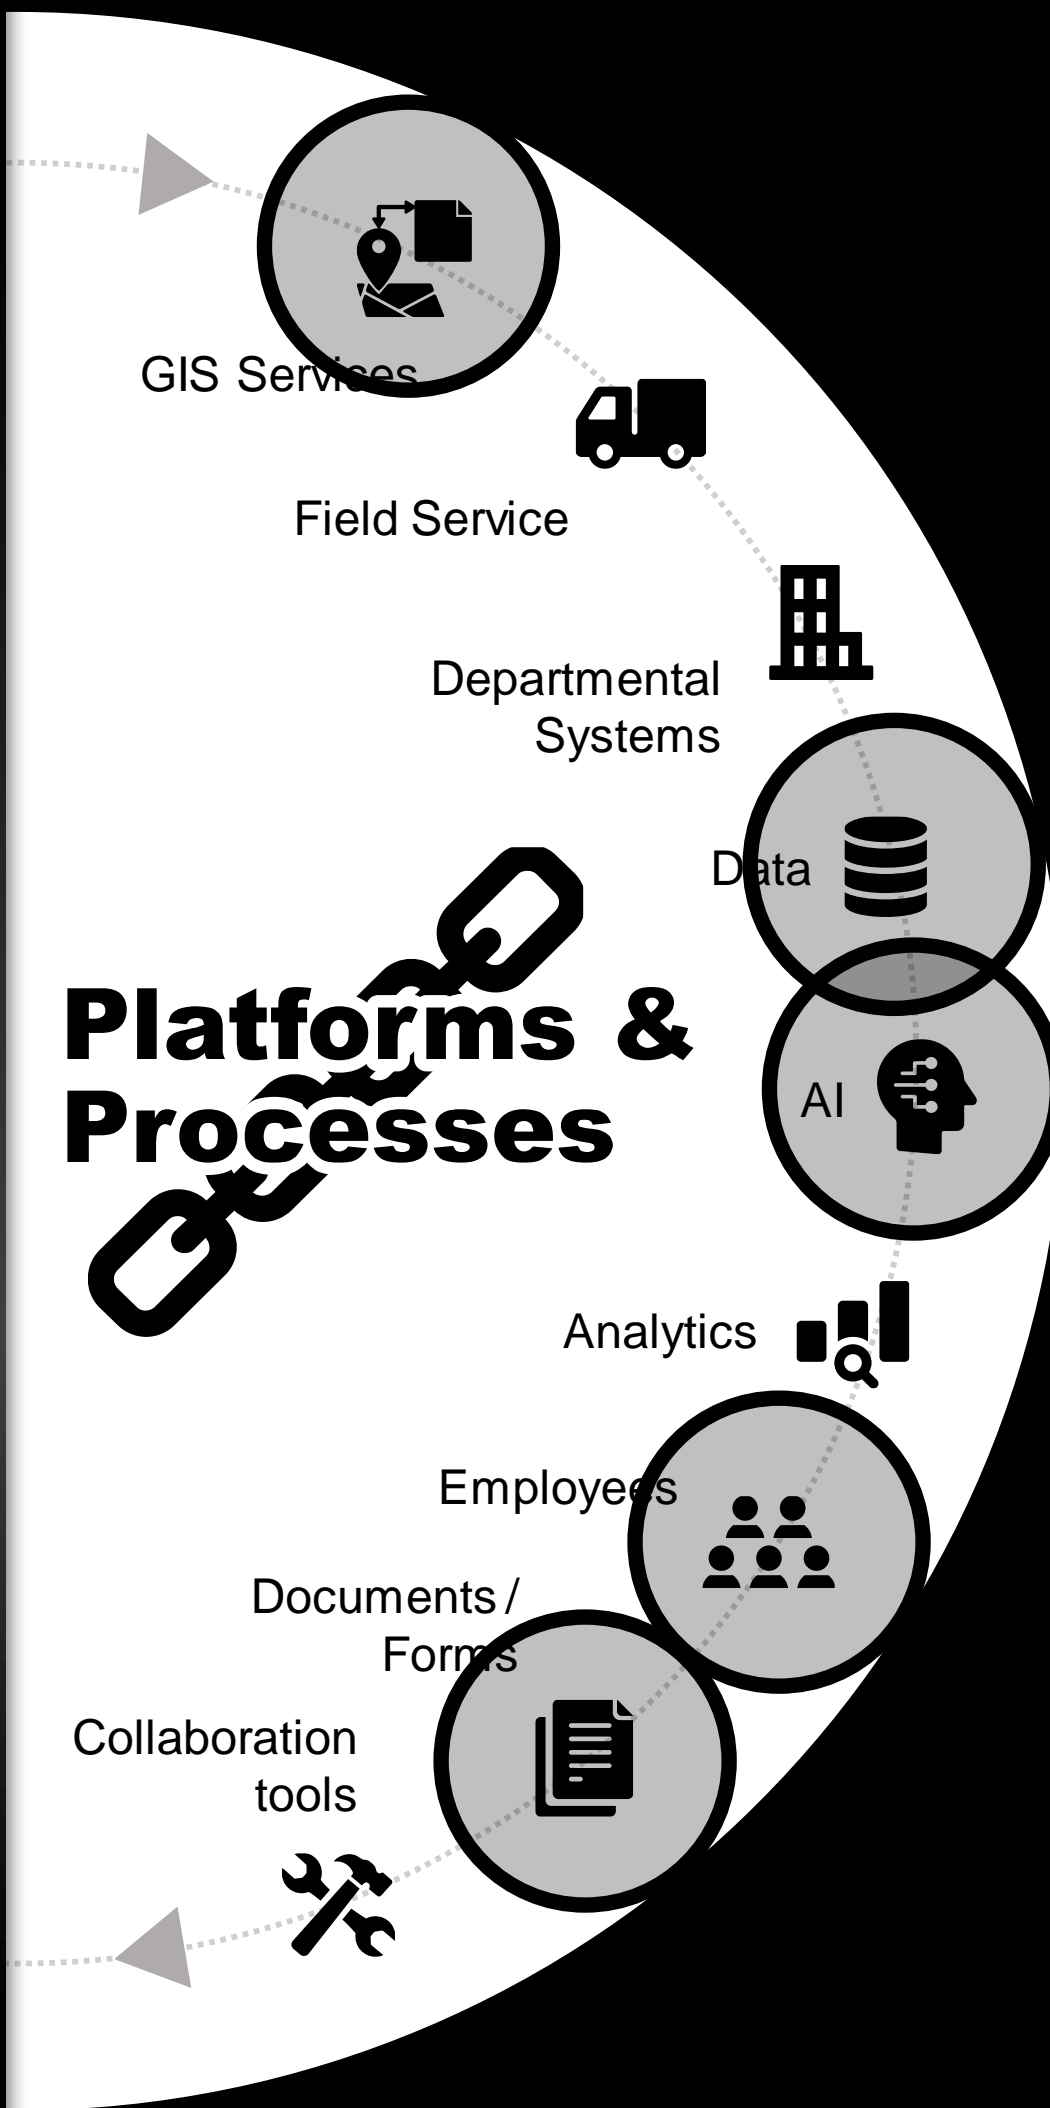 GIS Services
Field Service
Departmental
Systems
Data
Platforms &
Processes
AI
Analytics
Employees
Documents /
Forms
Collaboration
tools